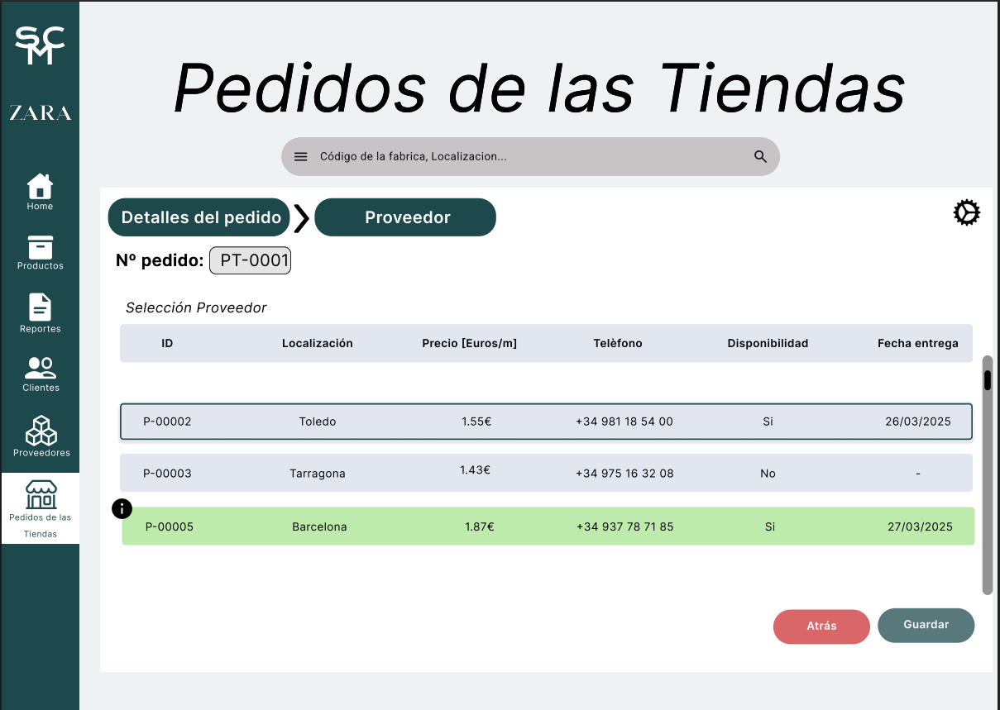 SCM
ZARA
Home
Productos
Reportes
Clientes
Proveedores
Pedidos de las
Tiendas
Pedidos de las Tiendas
Código de la fabrica, Localizacion...
Detalles del pedido
Proveedor
Nº pedido: PT-0001
Selección Proveedor
ID Localización Precio [Euros/m] Telèfono Disponibilidad Fecha entrega
P-00002 Toledo 1.55€ +34 981 18 54 00 Si 26/03/2025
P-00003 Tarragona 1.43€ +34 975 16 32 08 No -
i
P-00005 Barcelona 1.87€ +34 937 78 71 85 Si 27/03/2025
Atrás
Guardar